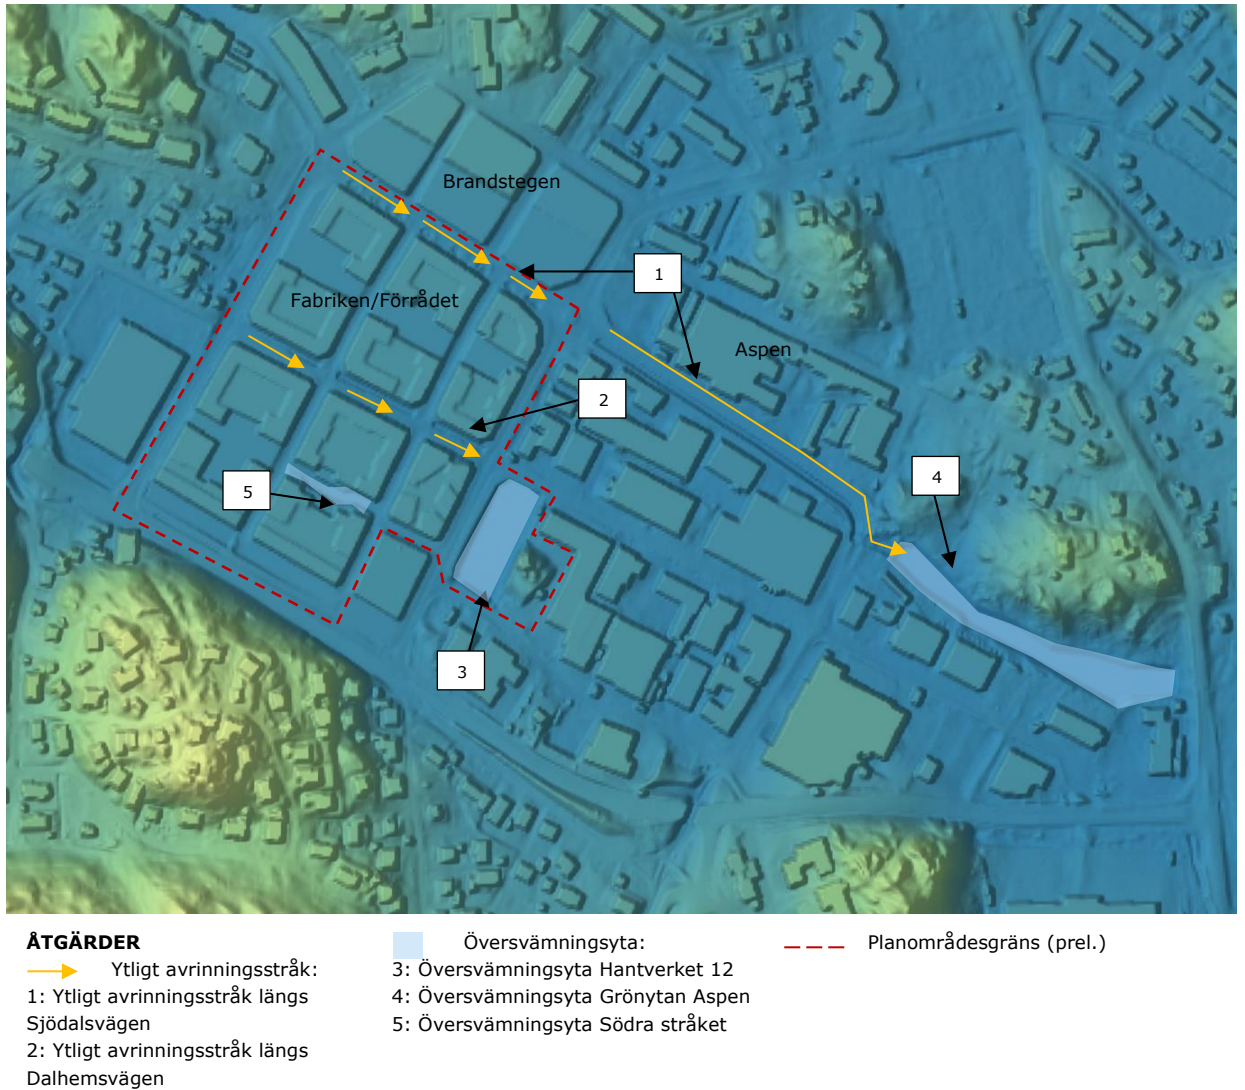 Brandstegen
1
Fabriken/Förrådet
Aspen
2
4
5
3
ÅTGÄRDER
Ytligt avrinningsstråk:
1: Ytligt avrinningsstråk längs
Sjödalsvägen
2: Ytligt avrinningsstråk längs
Dalhemsvägen
Översvämningsyta:
3: Översvämningsyta Hantverket 12
4: Översvämningsyta Grönytan Aspen
5: Översvämningsyta Södra stråket
Planområdesgräns (prel.)